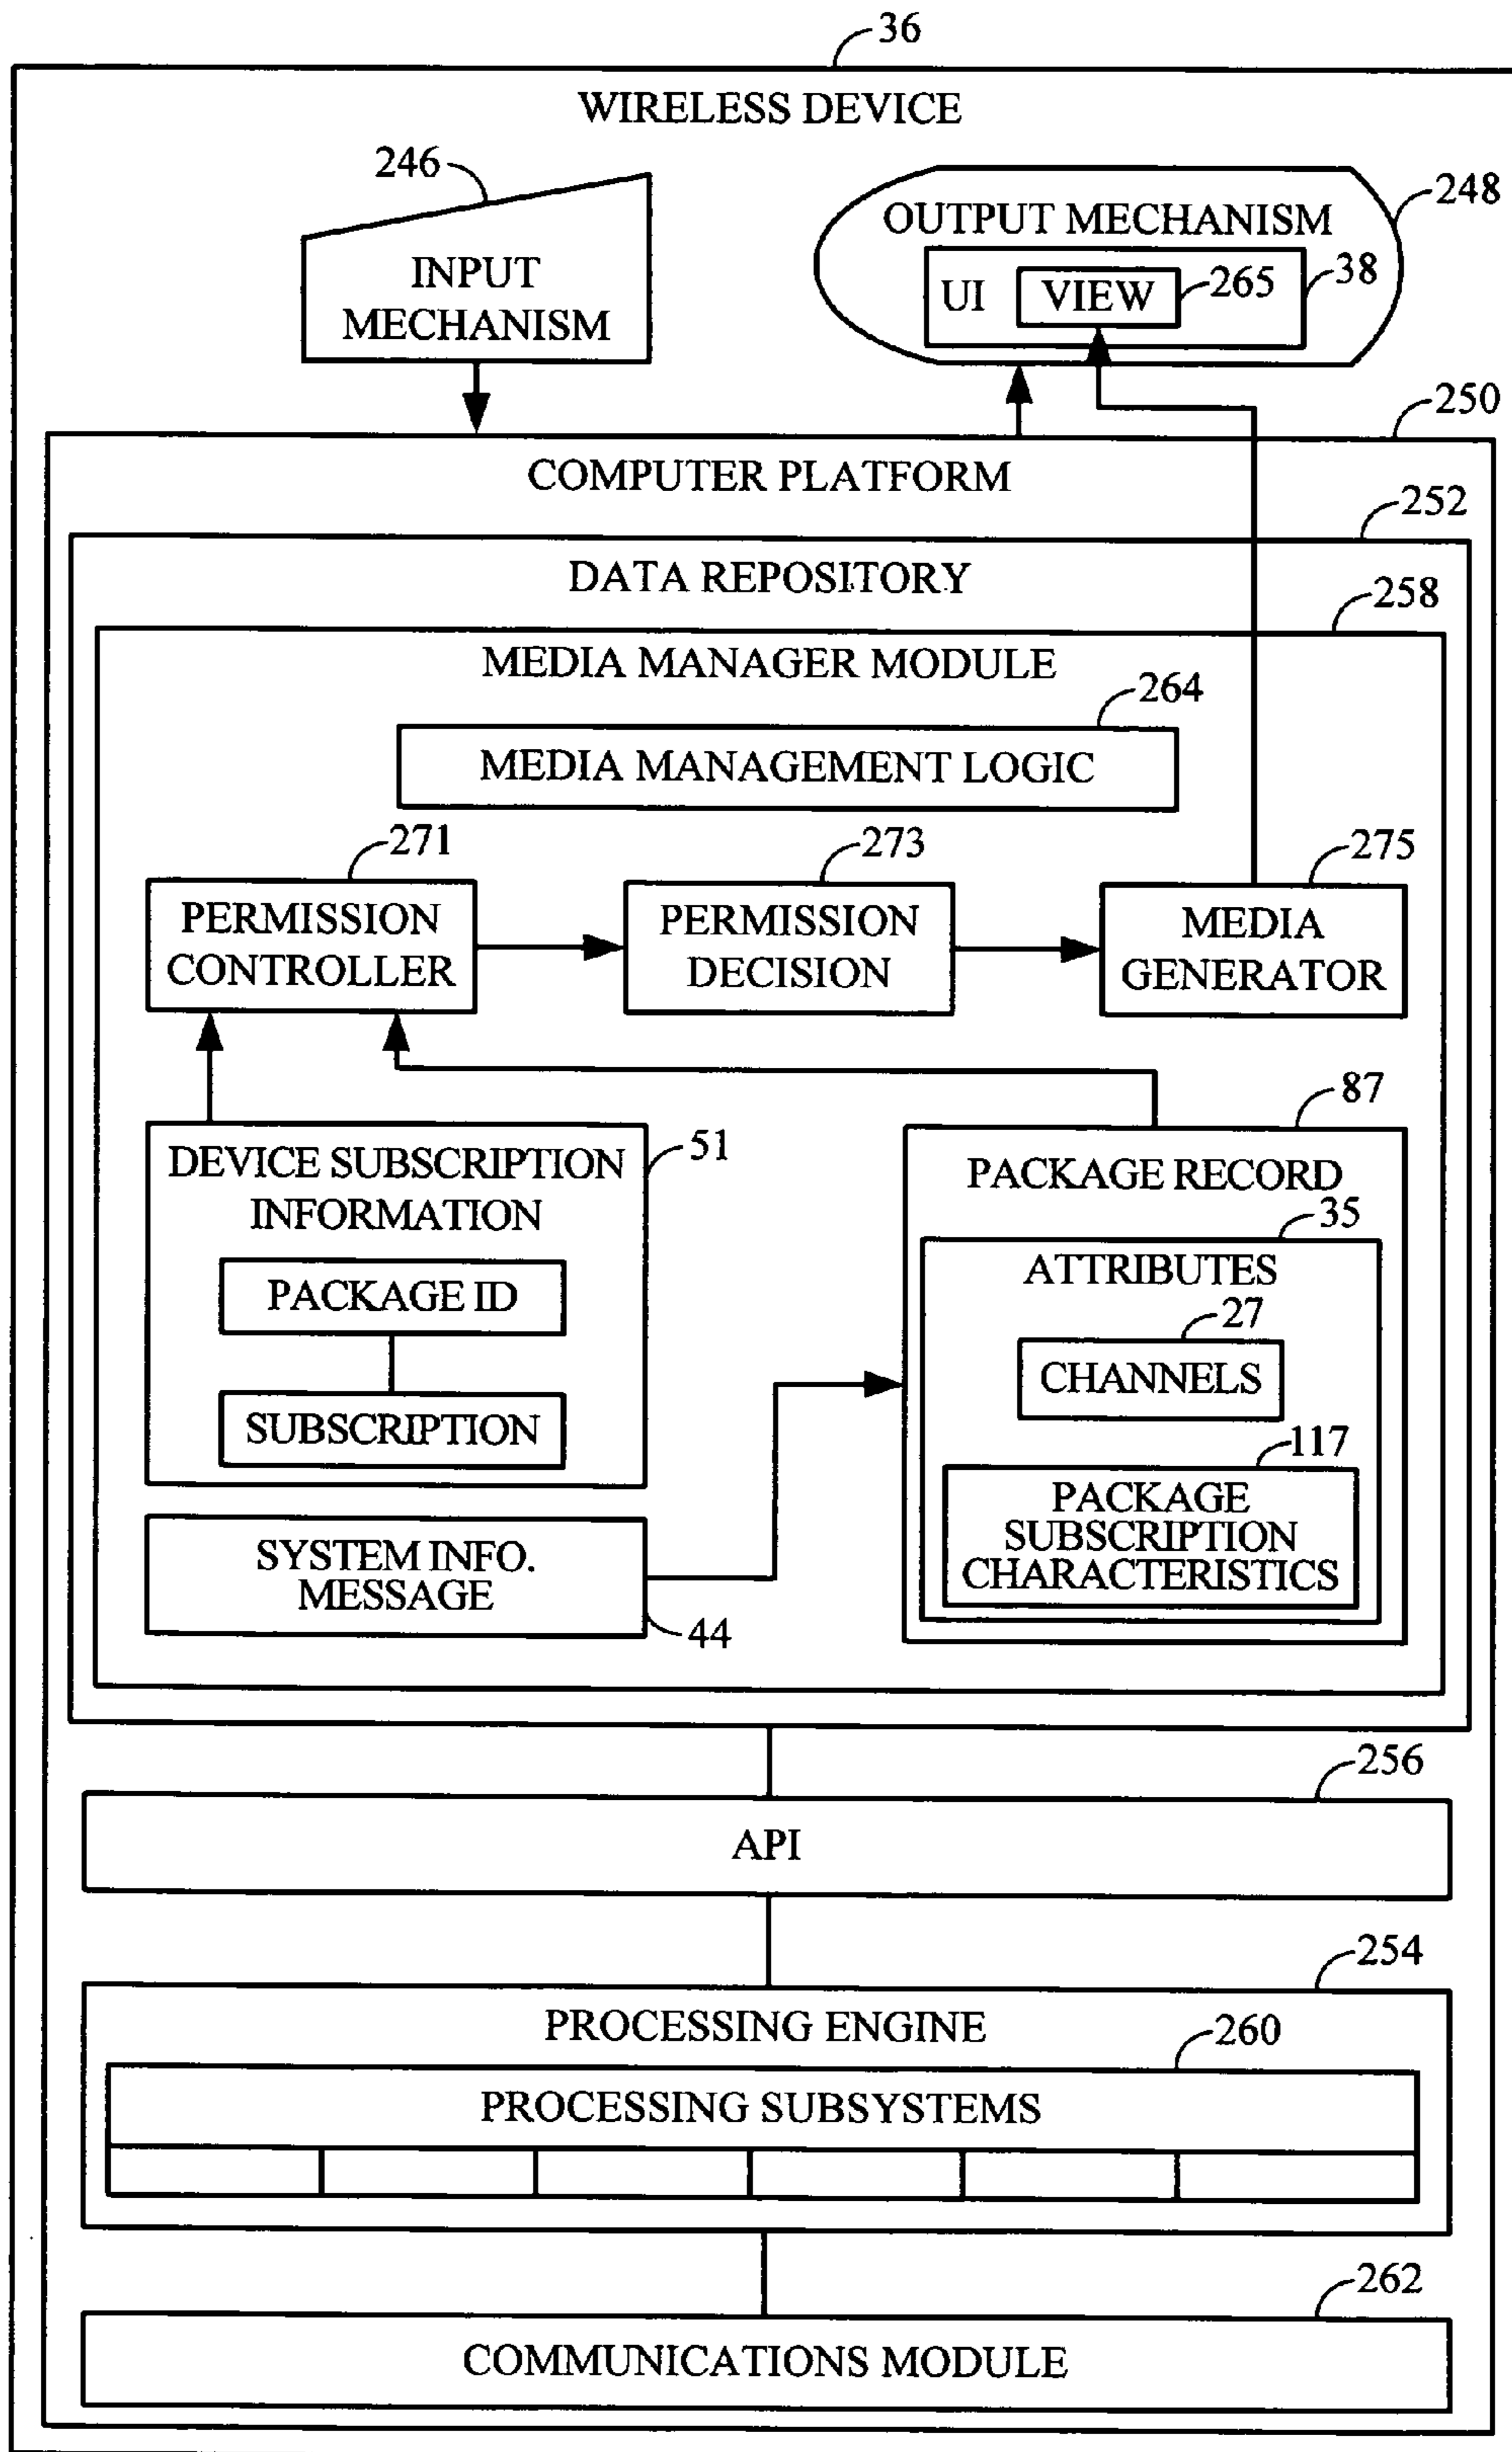 36
WIRELESS DEVICE
246
INPUT
MECHANISM
248
OUTPUT MECHANISM
UI
VIEW
265
38
250
COMPUTER PLATFORM
252
DATA REPOSITORY
258
MEDIA MANAGER MODULE
264
MEDIA MANAGEMENT LOGIC
271
PERMISSION
CONTROLLER
273
PERMISSION
DECISION
275
MEDIA
GENERATOR
51
DEVICE SUBSCRIPTION
INFORMATION
PACKAGE ID
SUBSCRIPTION
87
PACKAGE RECORD
35
ATTRIBUTES
27
CHANNELS
117
PACKAGE
SUBSCRIPTION
CHARACTERISTICS
SYSTEM INFO.
MESSAGE
44
256
API
254
PROCESSING ENGINE
260
PROCESSING SUBSYSTEMS
262
COMMUNICATIONS MODULE